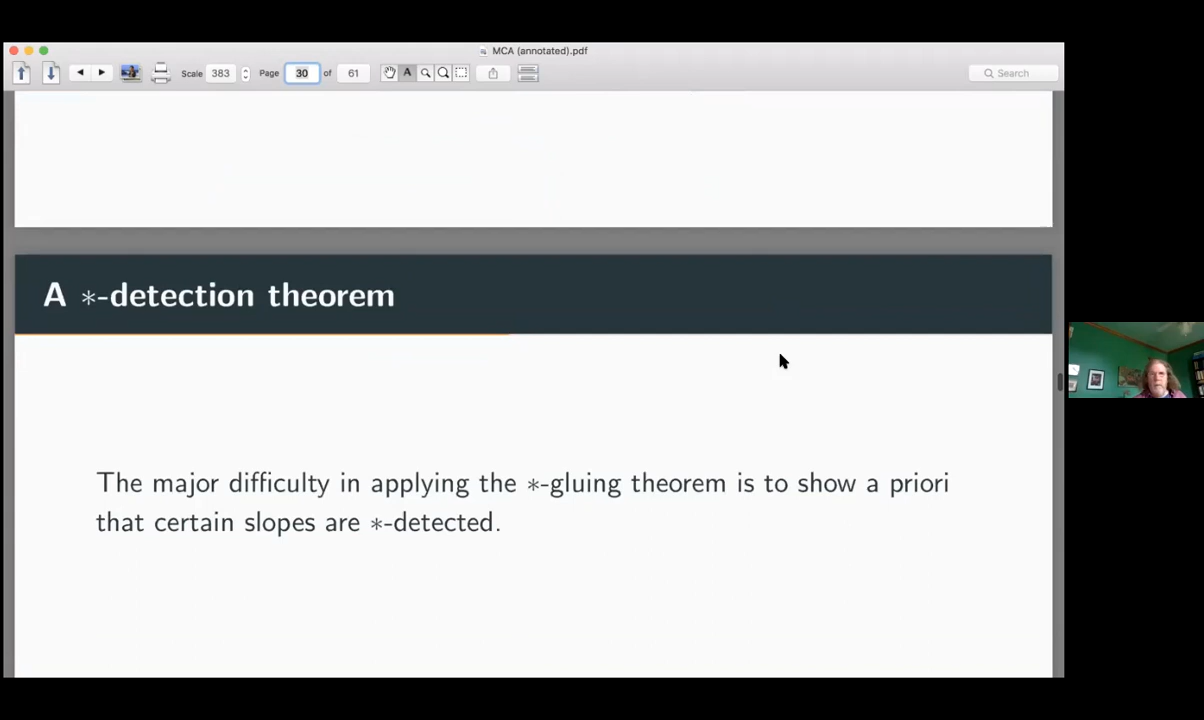 MCA (annotated).pdf
Scale 383 Page 30 of 61 A Search
A *-detection theorem
The major difficulty in applying the *-gluing theorem is to show a priori
that certain slopes are *-detected.